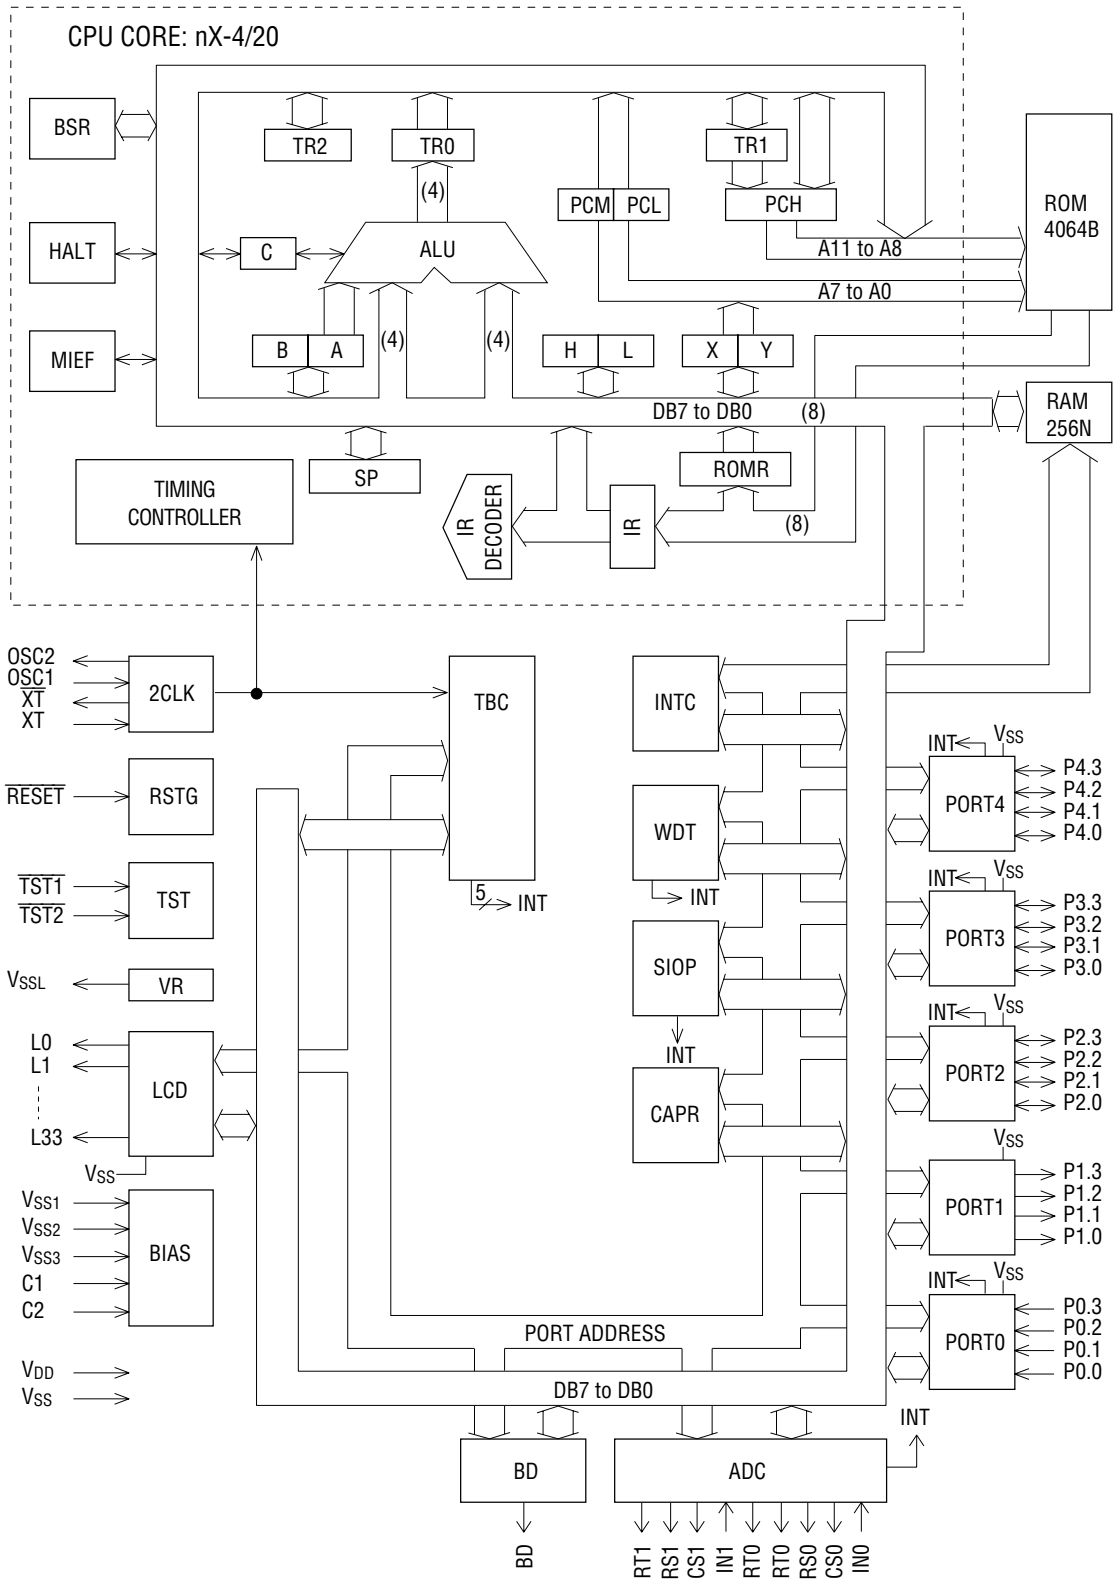 CPU CORE: nX-4/20
BSR
TR2
TR0
TR1
(4)
PCM
PCL
PCH
ROM
4064B
HALT
C
ALU
A11 to A8
A7 to A0
MIEF
B
A
(4)
(4)
H
L
X
Y
DB7 to DB0
(8)
RAM
256N
SP
ROMR
TIMING
CONTROLLER
IR
DECODER
IR
(8)
OSC2
OSC1
XT
XT
2CLK
TBC
INTC
INT
VSS
RESET
RSTG
PORT4
P4.3
P4.2
P4.1
P4.0
WDT
TST1
TST2
TST
5
INT
INT
INT
VSS
PORT3
P3.3
P3.2
P3.1
P3.0
SIOP
VSSL
VR
INT
INT
VSS
PORT2
P2.3
P2.2
P2.1
P2.0
L0
L1
L33
LCD
VSS
CAPR
VSS
PORT1
P1.3
P1.2
P1.1
P1.0
VSS1
VSS2
VSS3
C1
C2
BIAS
INT
VSS
PORT0
P0.3
P0.2
P0.1
P0.0
PORT ADDRESS
VDD
VSS
DB7 to DB0
INT
BD
ADC
BD
RT1
RS1
CS1
IN1
RT0
RT0
RS0
CS0
IN0